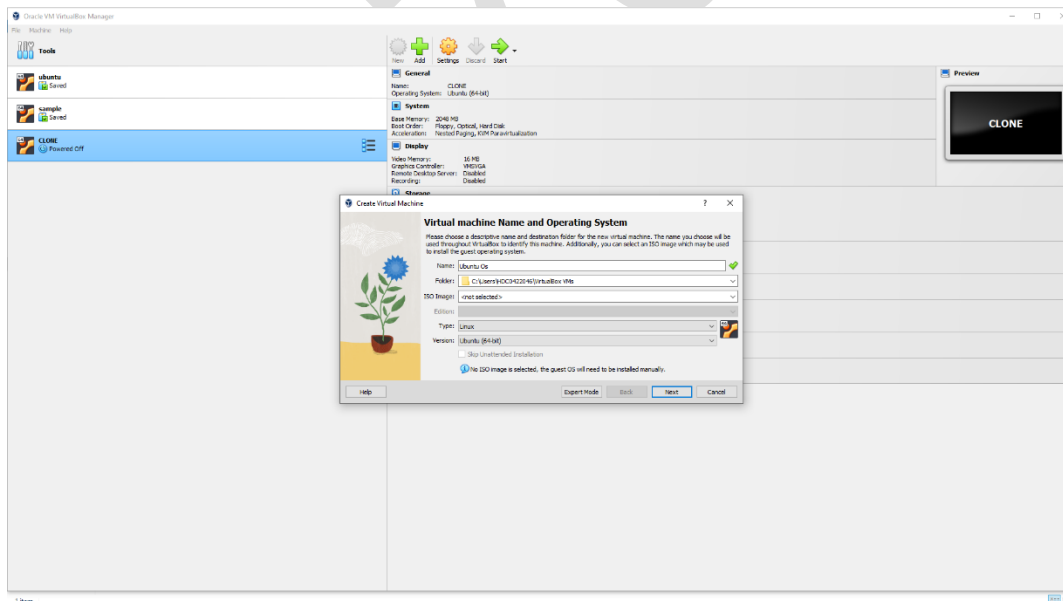 Oracle VM VirtualBox Manager
File Machine Help
Tools
New Add Settings Discard Start
ubuntu
Saved
sample
Saved
CLONE
Powered Off
General
Name: CLONE
Operating System: Ubuntu (64-bit)
System
Base Memory: 2048 MB
Boot Order: Floppy, Optical, Hard Disk
Acceleration: Nested Paging, KVM Paravirtualization
Display
Video Memory: 16 MB
Graphics Controller: VMSVGA
Remote Desktop Server: Disabled
Recording: Disabled
Storage
Preview
CLONE
Create Virtual Machine ?
Virtual machine Name and Operating System
Please choose a descriptive name and destination folder for the new virtual machine. The name you choose will be
used throughout VirtualBox to identify this machine. Additionally, you can select an ISO image which may be used
to install the guest operating system.
Name: Ubuntu Os
Folder: C:\Users\HDC0422046\VirtualBox VMs
ISO Image: <not selected>
Edition:
Type: Linux
Version: Ubuntu (64-bit)
Skip Unattended Installation
No ISO image is selected, the guest OS will need to be installed manually.
Help Expert Mode Back Next Cancel